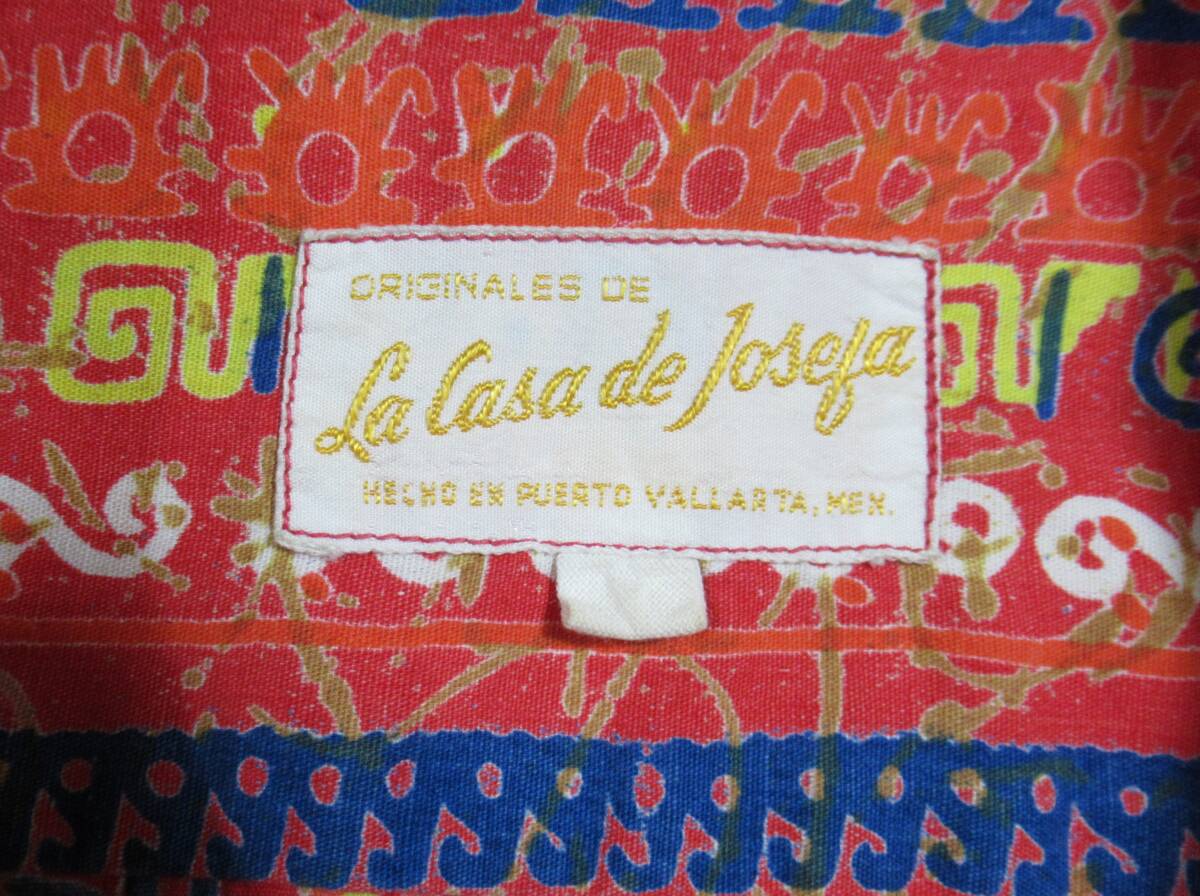 ORIGINALES DE
La Casa de Josefa
HECHO EN PUERTO VALLARTA, MEX.